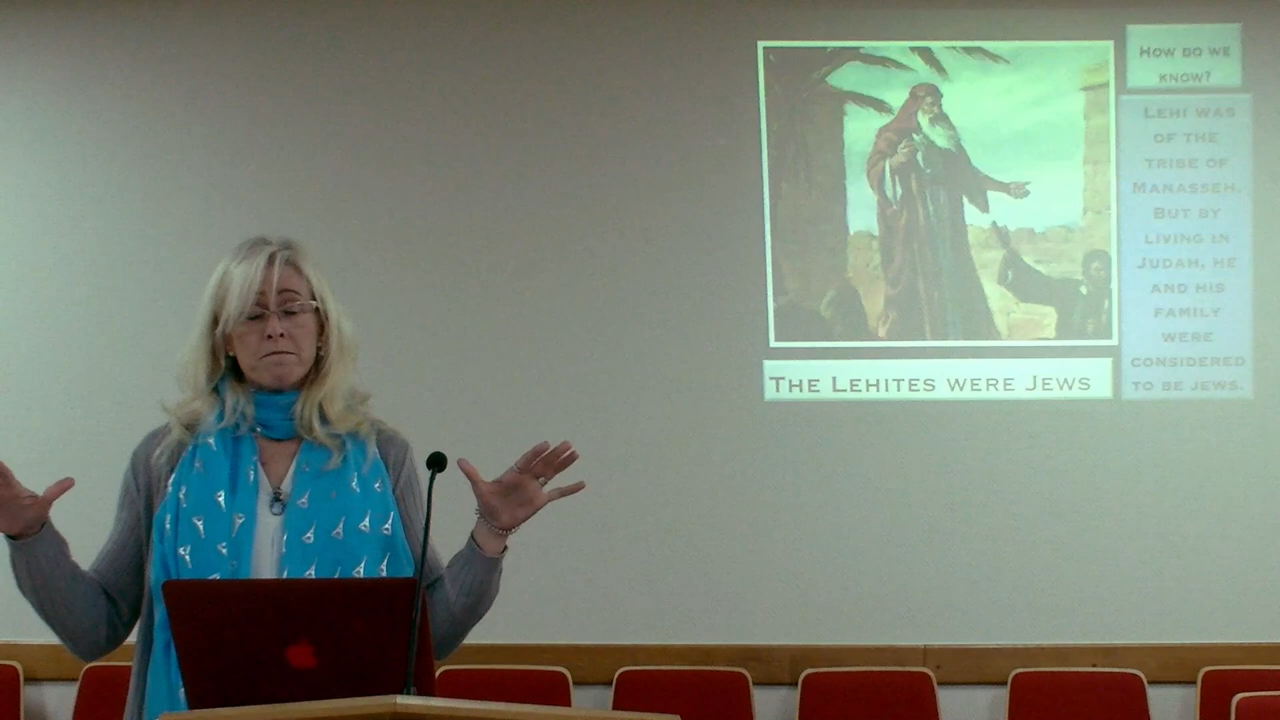 How do we
know?
Lehi was
of the
tribe of
Manasseh.
But by
living in
Judah, he
and his
family
were
considered
to be Jews.
The Lehites were Jews